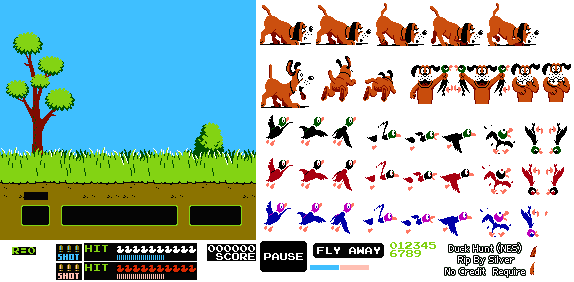 R=0
HIT
SHOT
HIT
SHOT
000000
SCORE
PAUSE
FLY AWAY
012345
6789
Duck Hunt (NES)
Rip By Silver
No Credit Require